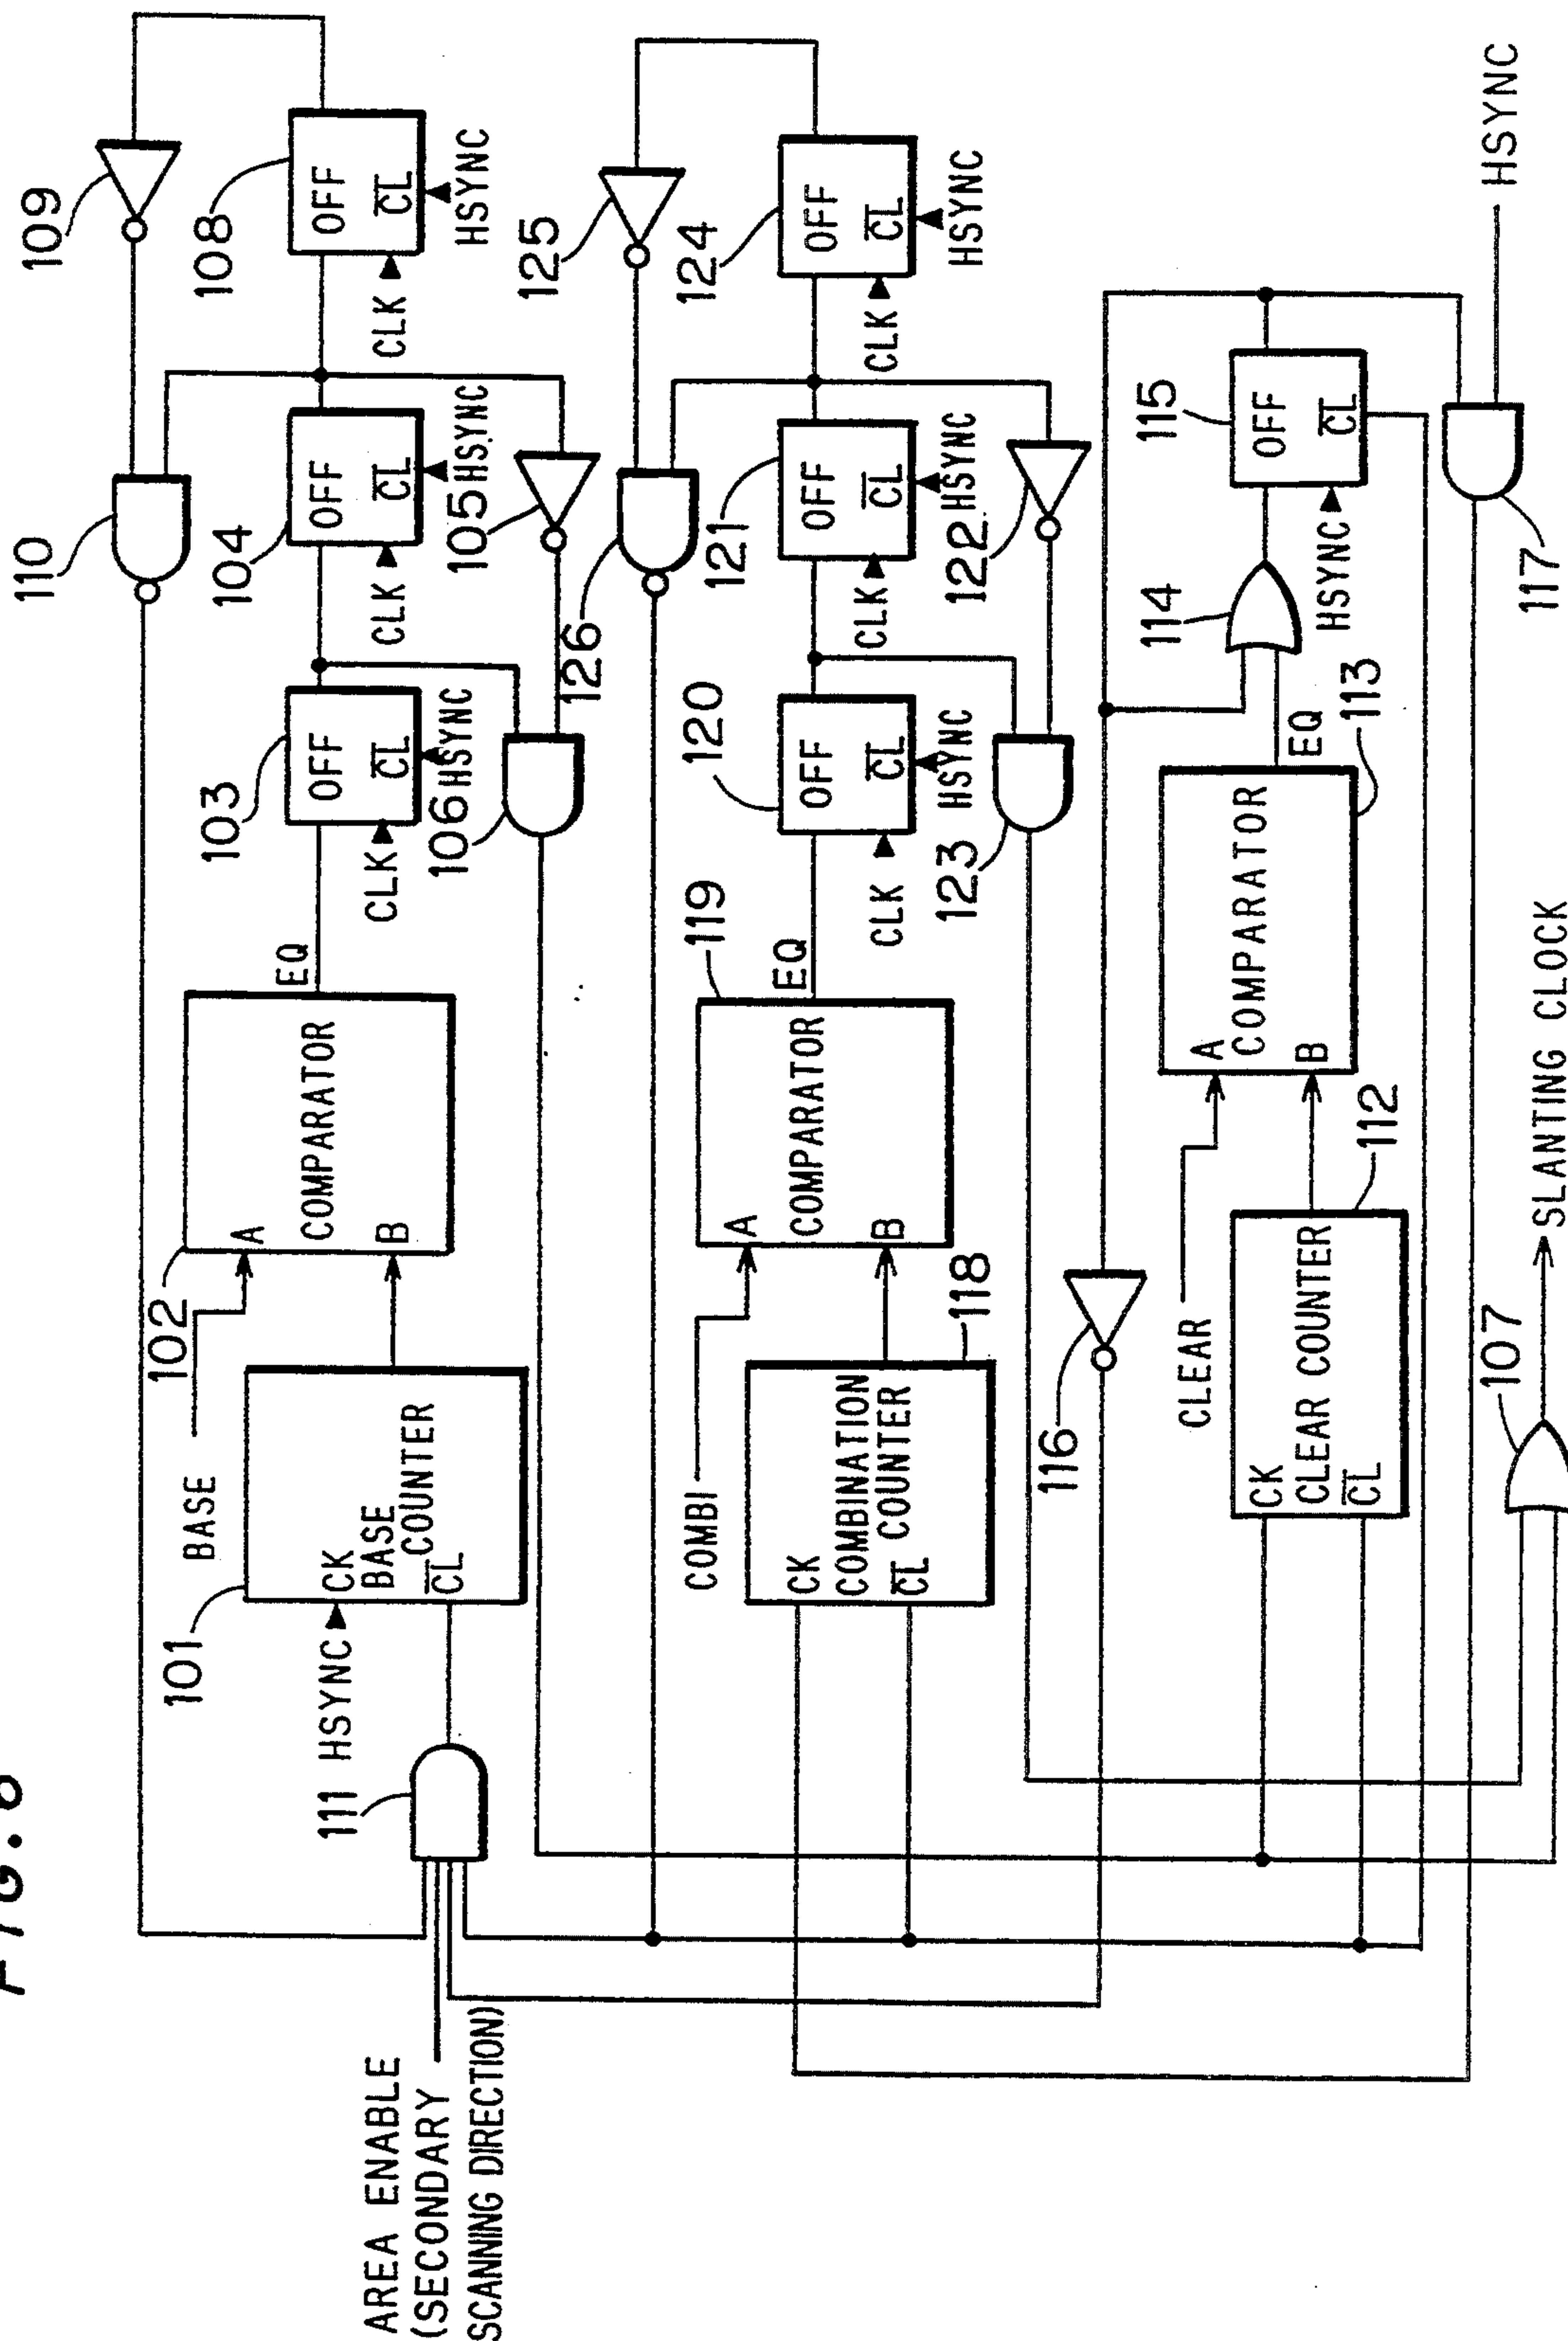 FIG.
110
109
101
102
103
104
108
HSYNC
CK
BASE
COUNTER
CL
BASE
A
COMPARATOR
B
EQ
OFF
CL
CLK
HSYNC
OFF
CL
CLK
HSYNC
OFF
CL
CLK
HSYNC
111
106
105
AREA ENABLE
(SECONDARY
SCANNING DIRECTION)
126
125
COMBI
119
120
121
124
CK
COMBINATION
COUNTER
CL
118
A
COMPARATOR
B
EQ
OFF
CL
CLK
HSYNC
OFF
CL
CLK
HSYNC
OFF
CL
CLK
HSYNC
123
122
116
CLEAR
A
COMPARATOR
B
EQ
113
114
115
OFF
CL
HSYNC
CK
CLEAR COUNTER
CL
112
117
HSYNC
107
SLANTING CLOCK